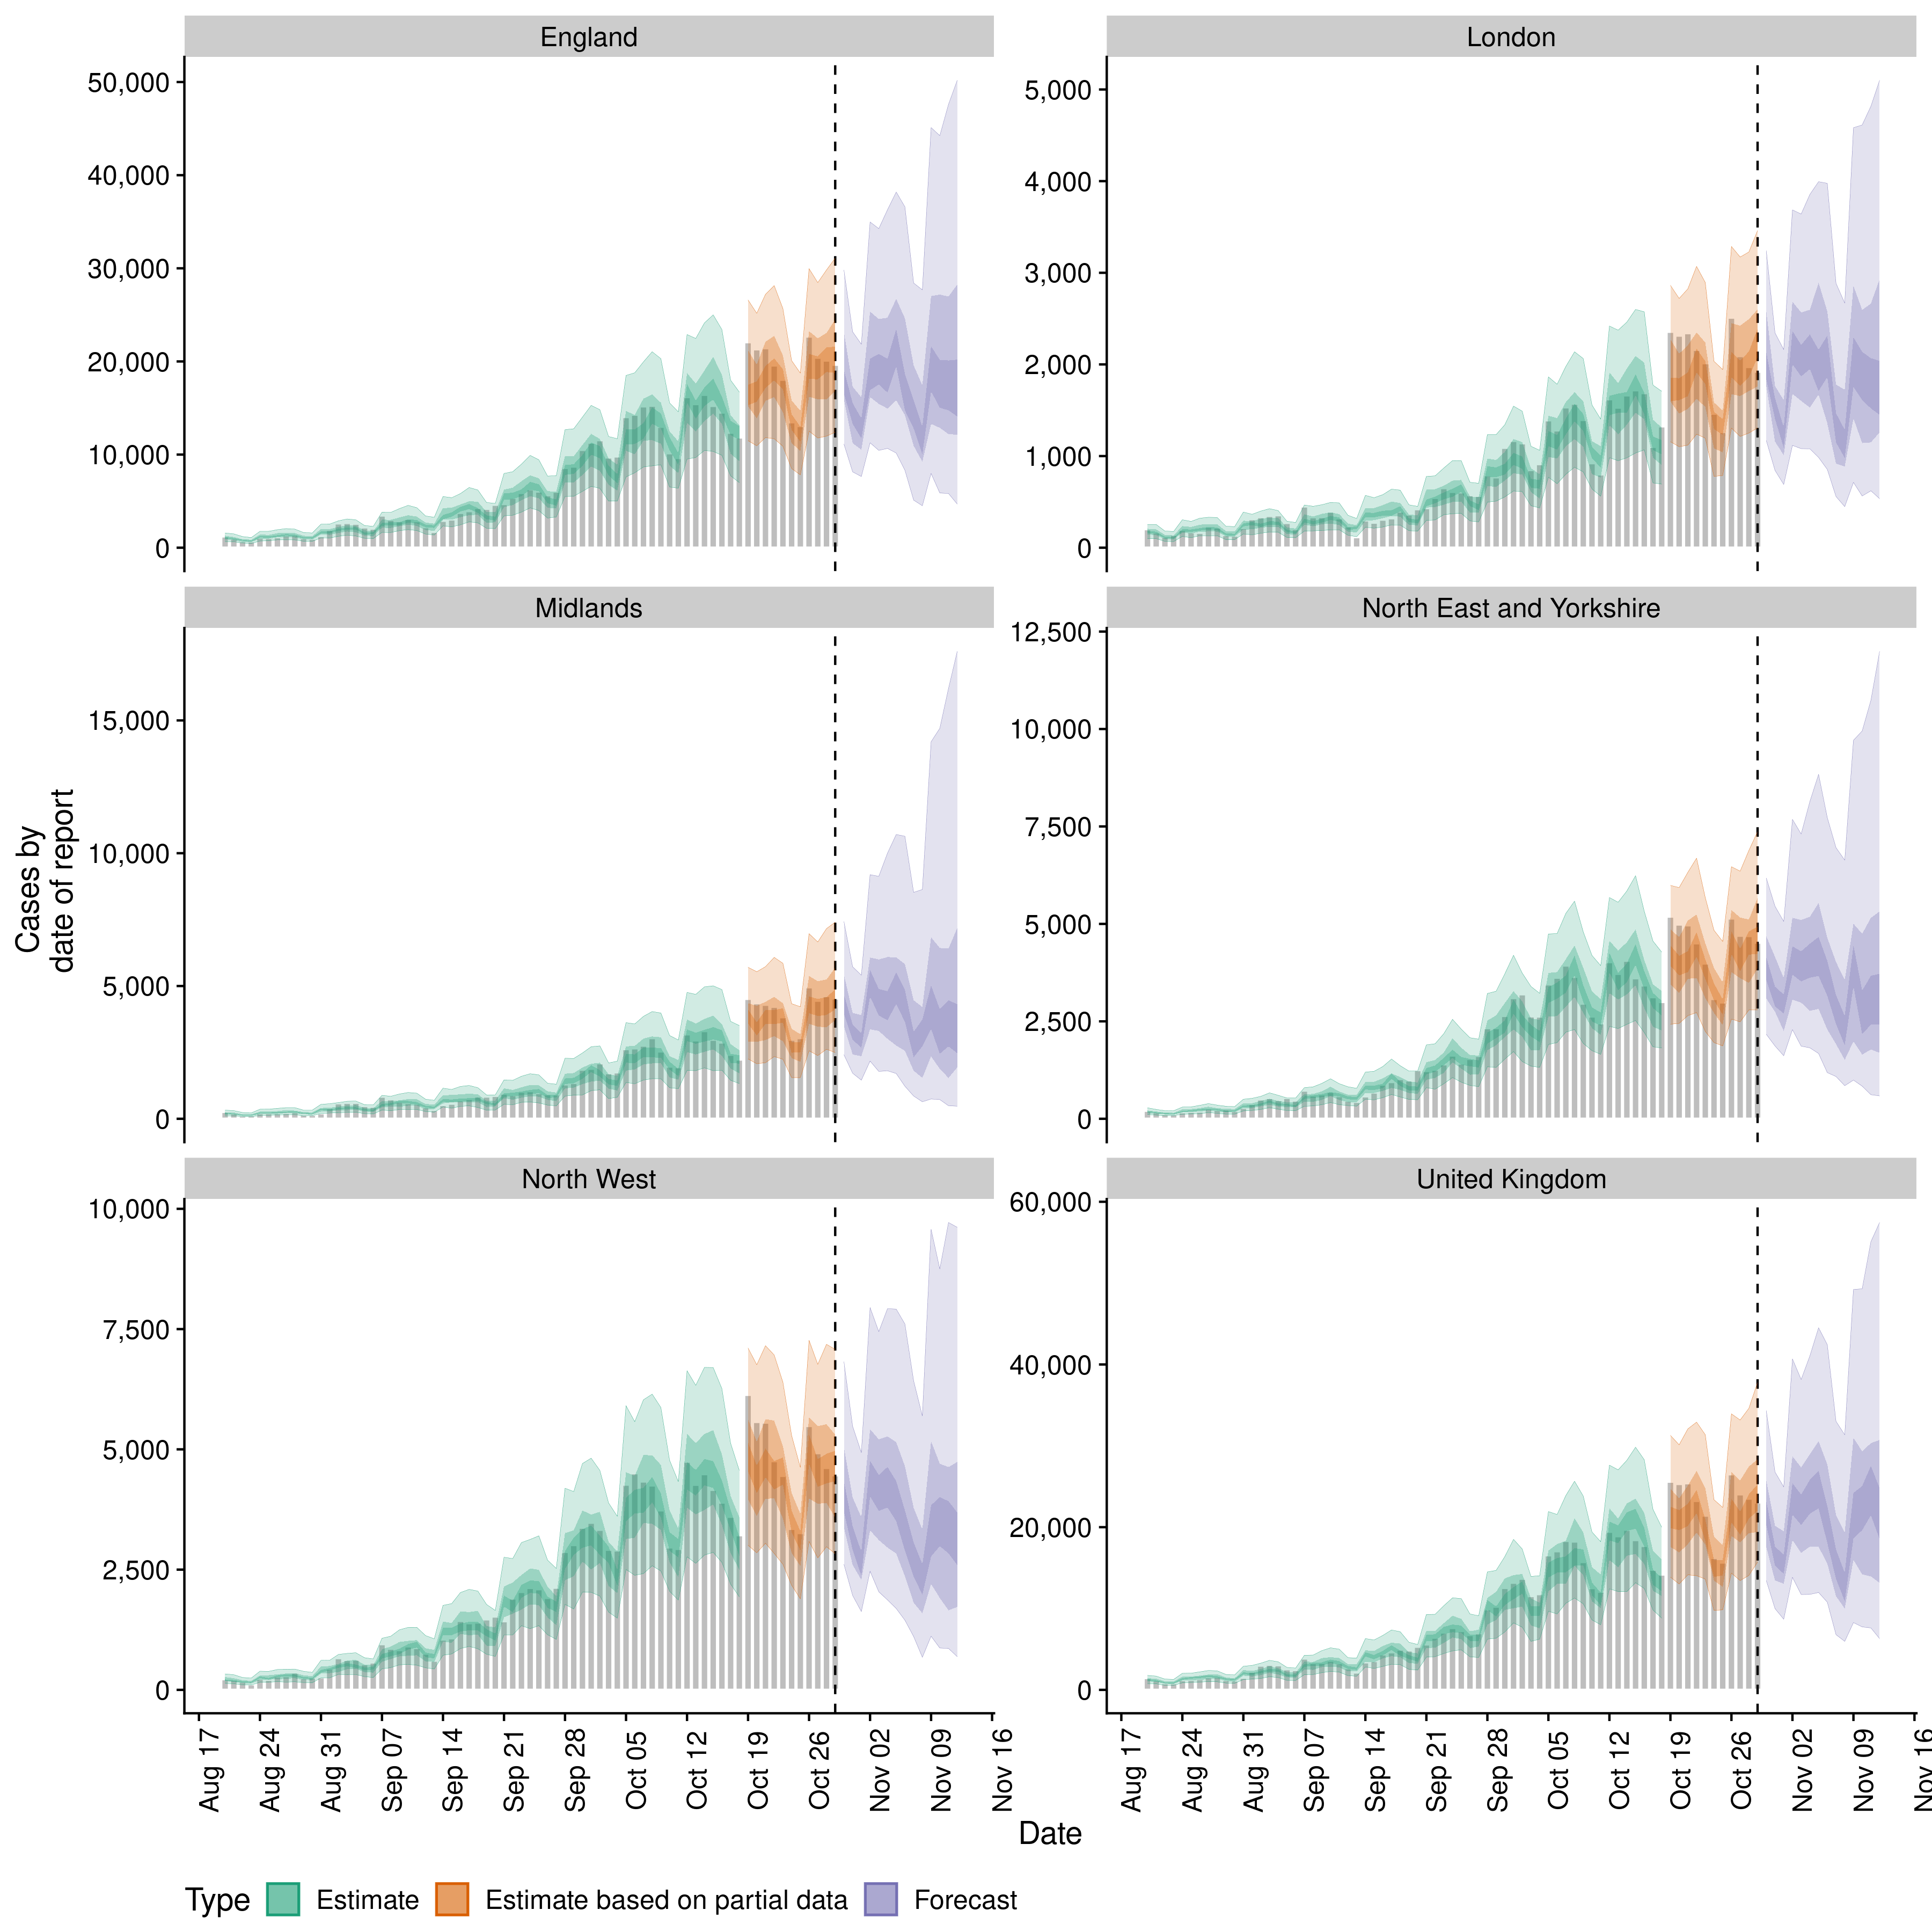 England
London
50,000
40,000
30,000
20,000
10,000
0
5,000
4,000
3,000
2,000
1,000
0
Midlands
North East and Yorkshire
15,000
10,000
5,000
0
12,500
10,000
7,500
5,000
2,500
0
North West
United Kingdom
10,000
7,500
5,000
2,500
0
60,000
40,000
20,000
0
Cases by
date of report
Aug 17
Aug 24
Aug 31
Sep 07
Sep 14
Sep 21
Sep 28
Oct 05
Oct 12
Oct 19
Oct 26
Nov 02
Nov 09
Nov 16
Aug 17
Aug 24
Aug 31
Sep 07
Sep 14
Sep 21
Sep 28
Oct 05
Oct 12
Oct 19
Oct 26
Nov 02
Nov 09
Nov 16
Date
Type Estimate Estimate based on partial data Forecast